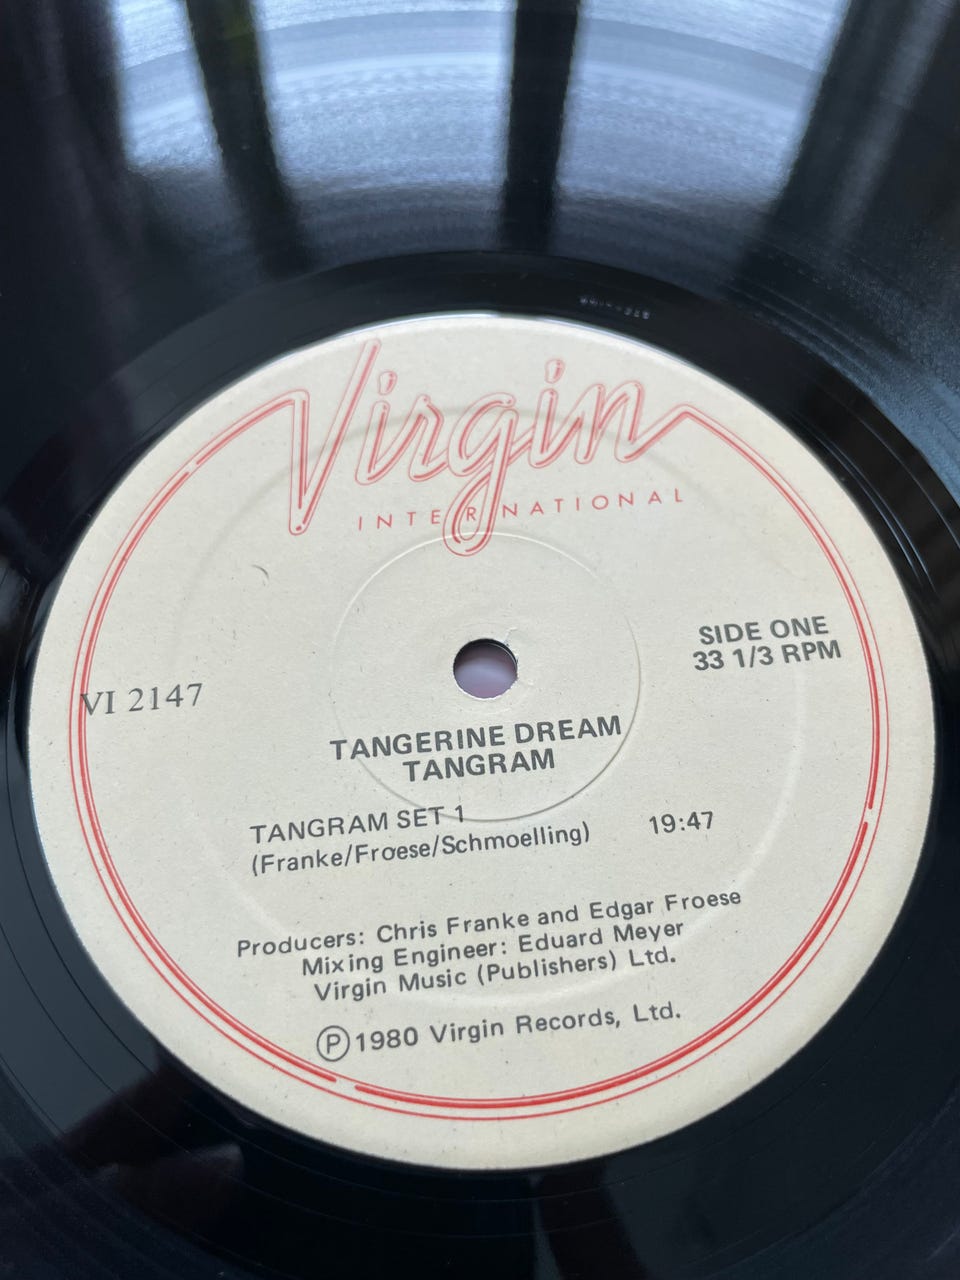 Virgin
INTERNATIONAL
SIDE ONE
33 1/3 RPM
VI 2147
TANGERINE DREAM
TANGRAM
TANGRAM SET 1 19:47
(Franke/Froese/Schmoelling)
Producers: Chris Franke and Edgar Froese
Mixing Engineer: Eduard Meyer
Virgin Music (Publishers) Ltd.
℗1980 Virgin Records, Ltd.